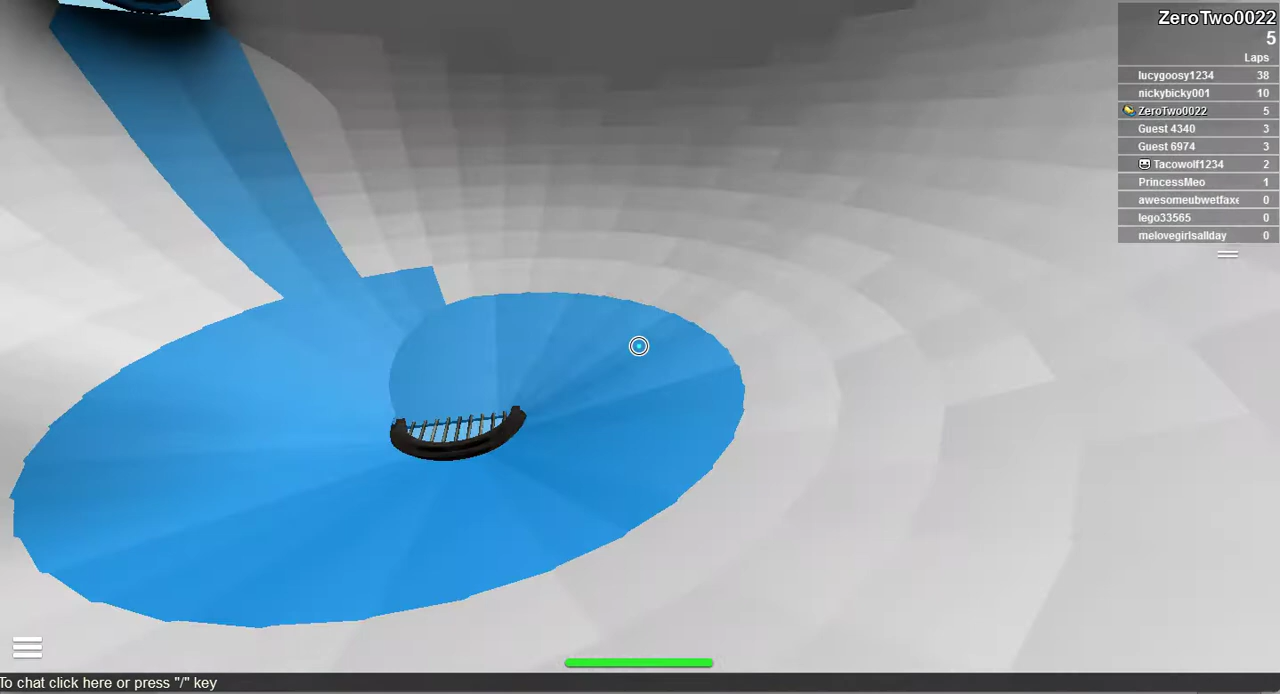 ZeroTwo0022
5
Laps
lucygoosy1234 38
nickybicky001 10
ZeroTwo0022 5
Guest 4340 3
Guest 6974 3
Tacowolf1234 2
PrincessMeo 1
awesomeubwetfaxe 0
lego33565 0
melovegirlsallday 0
To chat click here or press "/" key